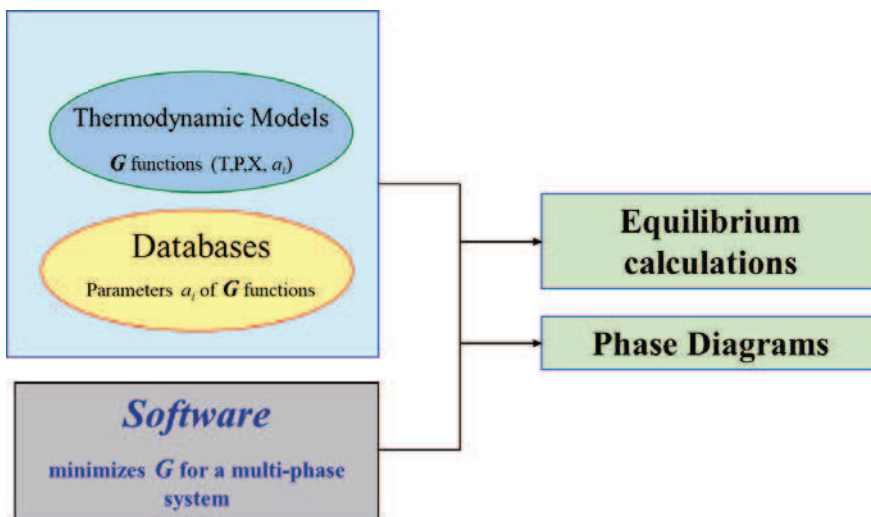 Thermodynamic Models
G functions (T,P,X, aᵢ)
Databases
Parameters aᵢ of G functions
Software
minimizes G for a multi-phase
system
Equilibrium
calculations
Phase Diagrams